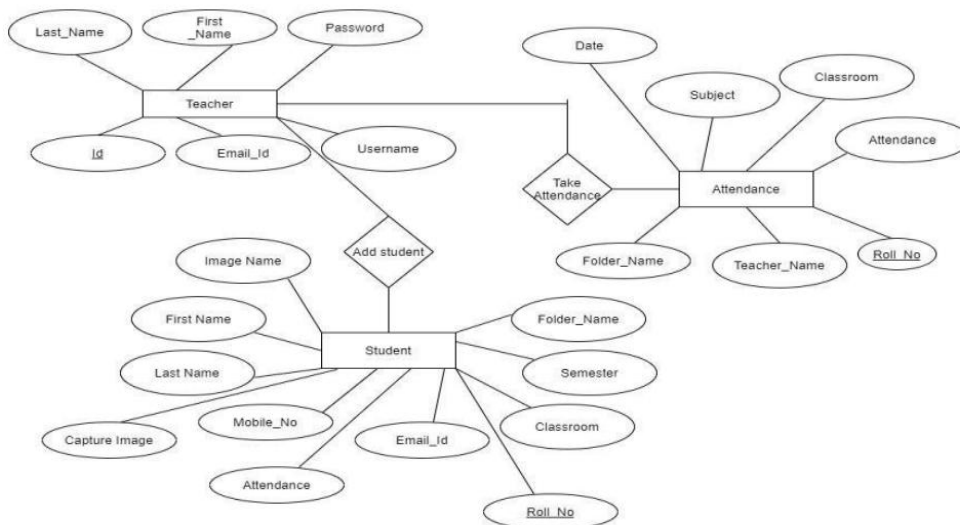 Last_Name
First
_Name
Password
Teacher
Id
Email_Id
Username
Date
Subject
Classroom
Attendance
Take
Attendance
Attendance
Folder_Name
Teacher_Name
Roll_No
Add student
Image Name
First Name
Last Name
Capture Image
Student
Mobile_No
Attendance
Email_Id
Folder_Name
Semester
Classroom
Roll_No